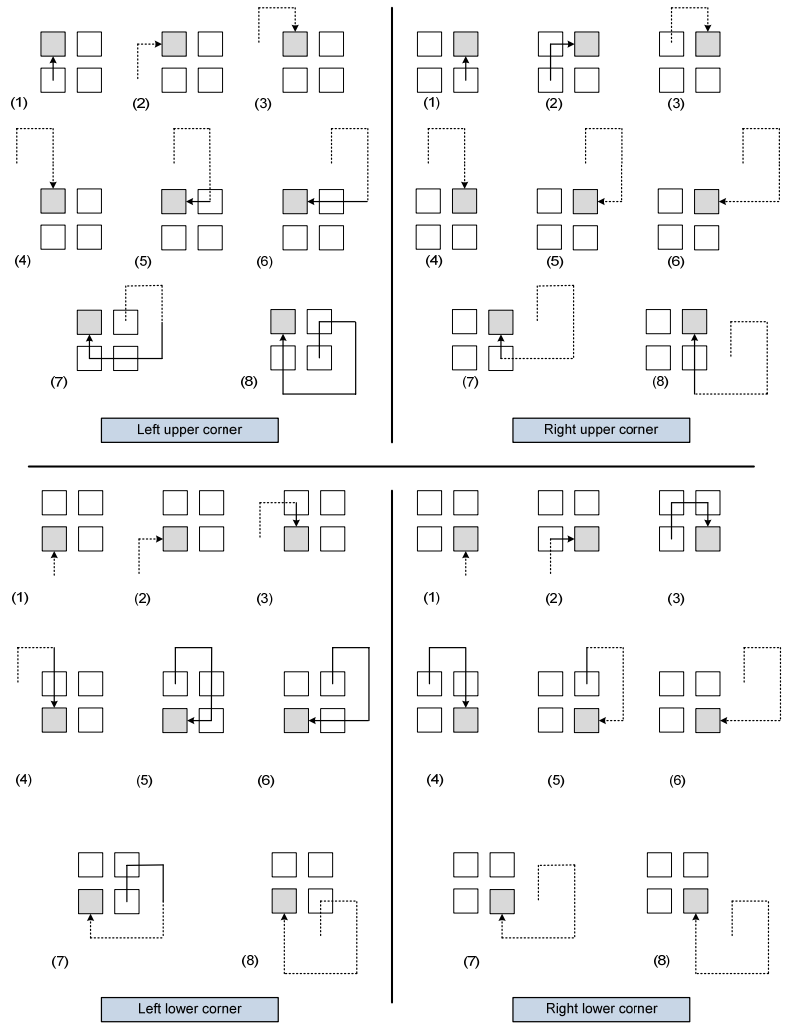 (1) (2) (3) (1) (2) (3)
(4) (5) (6) (4) (5) (6)
(7) (8) (7) (8)
Left upper corner Right upper corner
(1) (2) (3) (1) (2) (3)
(4) (5) (6) (4) (5) (6)
(7) (8) (7) (8)
Left lower corner Right lower corner